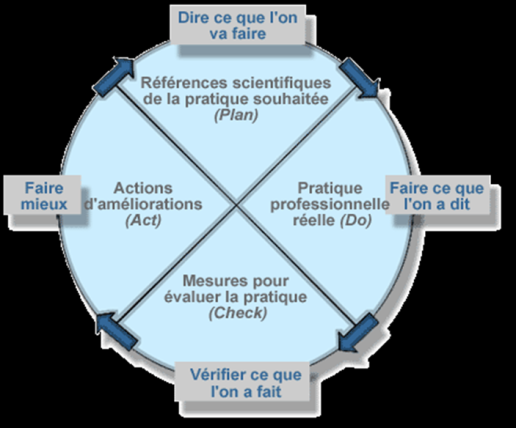 Dire ce que l'on
va faire
Références scientifiques
de la pratique souhaitée
(Plan)
Faire
mieux
Actions
d'améliorations
(Act)
Pratique
professionnelle
réelle (Do)
Faire ce que
l'on a dit
Mesures pour
évaluer la pratique
(Check)
Vérifier ce que
l'on a fait